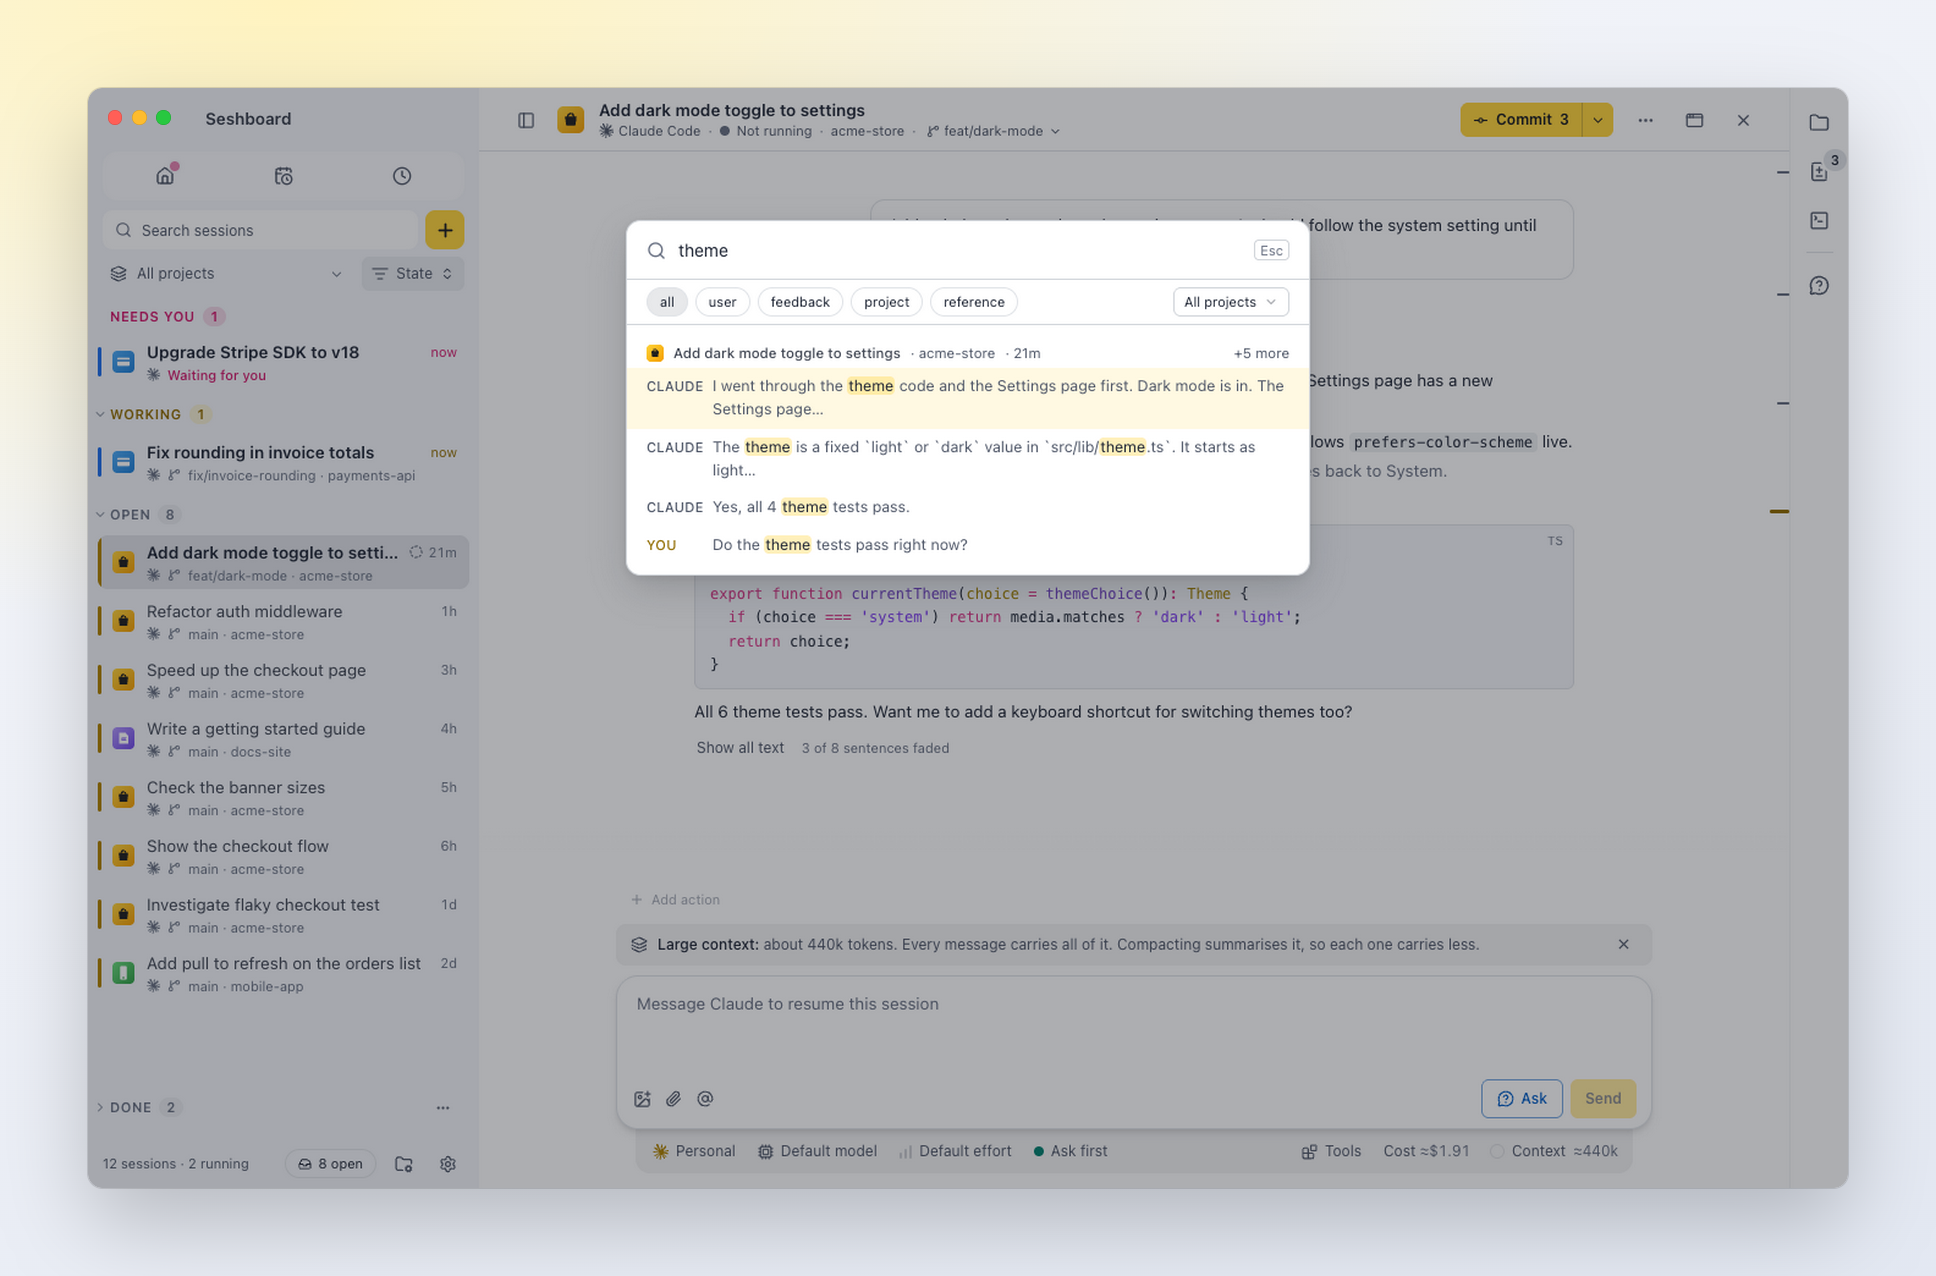 Seshboard
Search sessions
All projects
State
NEEDS YOU 1
Upgrade Stripe SDK to v18 now
Waiting for you
WORKING 1
Fix rounding in invoice totals now
fix/invoice-rounding · payments-api
OPEN 8
Add dark mode toggle to setti... 21m
feat/dark-mode · acme-store
Refactor auth middleware 1h
main · acme-store
Speed up the checkout page 3h
main · acme-store
Write a getting started guide 4h
main · docs-site
Check the banner sizes 5h
main · acme-store
Show the checkout flow 6h
main · acme-store
Investigate flaky checkout test 1d
main · acme-store
Add pull to refresh on the orders list 2d
main · mobile-app
DONE 2
12 sessions · 2 running
8 open
Add dark mode toggle to settings
Claude Code · Not running · acme-store · feat/dark-mode
Commit 3
3
follow the system setting until
theme
Esc
all
user
feedback
project
reference
All projects
Add dark mode toggle to settings · acme-store · 21m +5 more
CLAUDE I went through the theme code and the Settings page first. Dark mode is in. The
Settings page...
CLAUDE The theme is a fixed `light` or `dark` value in `src/lib/theme.ts`. It starts as
light...
CLAUDE Yes, all 4 theme tests pass.
YOU Do the theme tests pass right now?
Settings page has a new
prefers-color-scheme live.
back to System.
TS
export function currentTheme(choice = themeChoice()): Theme {
if (choice === 'system') return media.matches ? 'dark' : 'light';
return choice;
}
All 6 theme tests pass. Want me to add a keyboard shortcut for switching themes too?
Show all text 3 of 8 sentences faded
Add action
Large context: about 440k tokens. Every message carries all of it. Compacting summarises it, so each one carries less.
Message Claude to resume this session
Ask
Send
Personal
Default model
Default effort
Ask first
Tools
Cost ≈$1.91
Context ≈440k